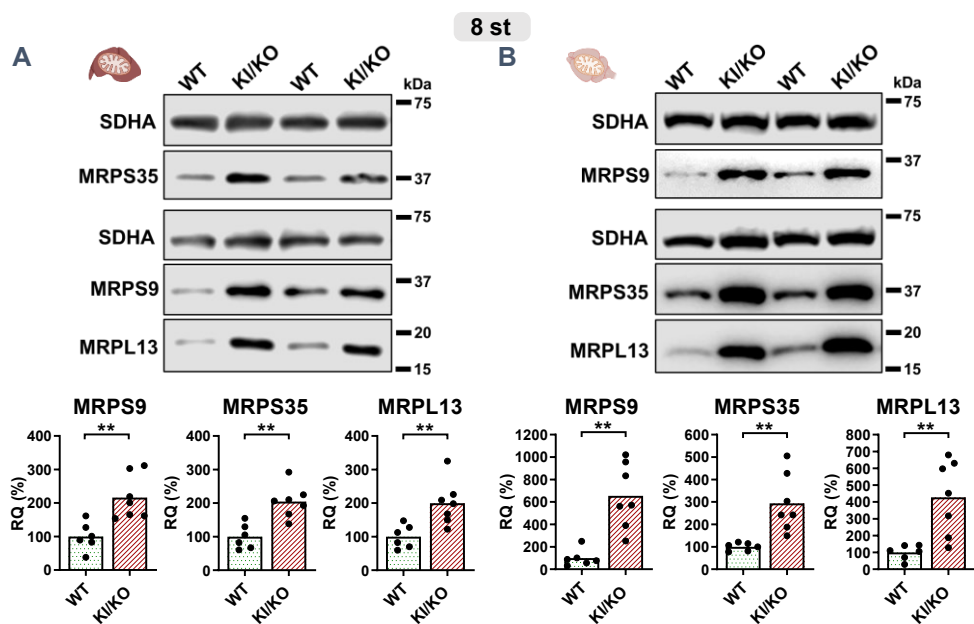 8 st
A
WT KI/KO WT KI/KO
kDa
SDHA
75
MRPS35
37
SDHA
75
MRPS9
37
MRPL13
20
15
B
WT KI/KO WT KI/KO
kDa
SDHA
75
MRPS9
37
SDHA
75
MRPS35
37
MRPL13
20
15
MRPS9
**
RQ (%)
400
300
200
100
0
WT KI/KO
MRPS35
**
RQ (%)
400
300
200
100
0
WT KI/KO
MRPL13
**
RQ (%)
400
300
200
100
0
WT KI/KO
MRPS9
**
RQ (%)
1200
1000
800
600
400
200
0
WT KI/KO
MRPS35
**
RQ (%)
600
500
400
300
200
100
0
WT KI/KO
MRPL13
**
RQ (%)
800
700
600
500
400
300
200
100
0
WT KI/KO